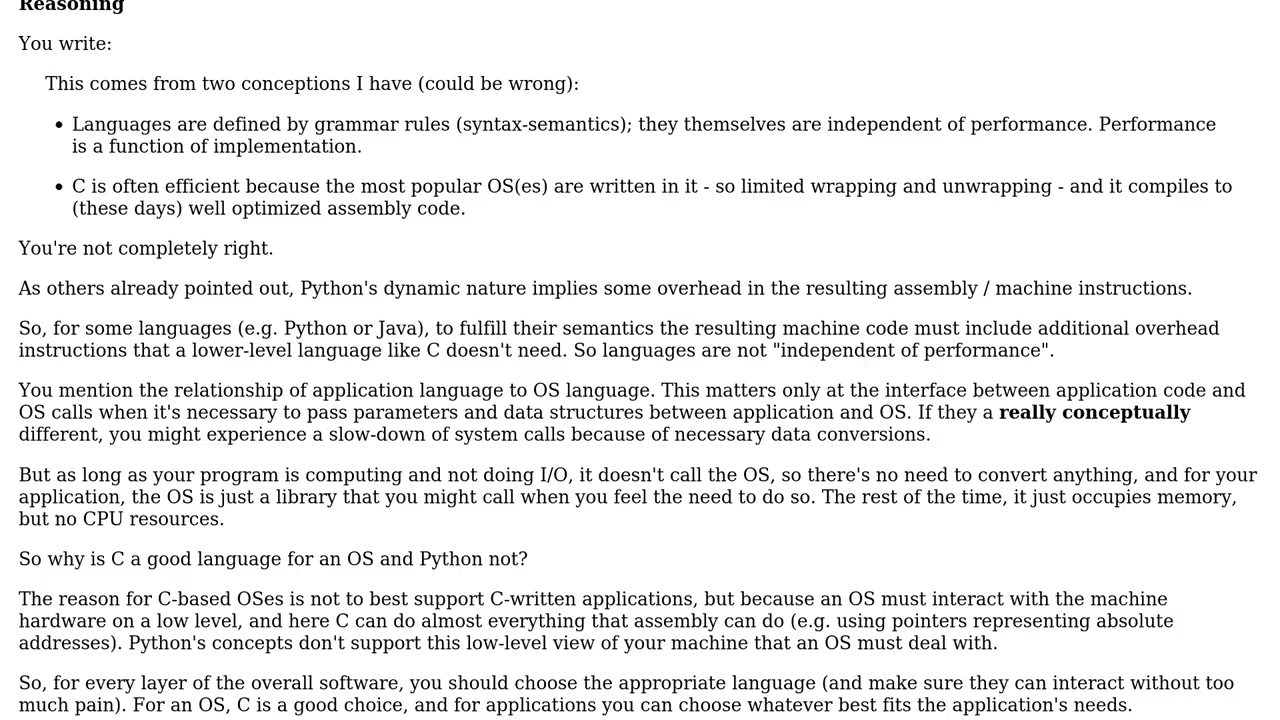 Reasoning
You write:
This comes from two conceptions I have (could be wrong):
• Languages are defined by grammar rules (syntax-semantics); they themselves are independent of performance. Performance
is a function of implementation.
• C is often efficient because the most popular OS(es) are written in it - so limited wrapping and unwrapping - and it compiles to
(these days) well optimized assembly code.
You're not completely right.
As others already pointed out, Python's dynamic nature implies some overhead in the resulting assembly / machine instructions.
So, for some languages (e.g. Python or Java), to fulfill their semantics the resulting machine code must include additional overhead
instructions that a lower-level language like C doesn't need. So languages are not "independent of performance".
You mention the relationship of application language to OS language. This matters only at the interface between application code and
OS calls when it's necessary to pass parameters and data structures between application and OS. If they a really conceptually
different, you might experience a slow-down of system calls because of necessary data conversions.
But as long as your program is computing and not doing I/O, it doesn't call the OS, so there's no need to convert anything, and for your
application, the OS is just a library that you might call when you feel the need to do so. The rest of the time, it just occupies memory,
but no CPU resources.
So why is C a good language for an OS and Python not?
The reason for C-based OSes is not to best support C-written applications, but because an OS must interact with the machine
hardware on a low level, and here C can do almost everything that assembly can do (e.g. using pointers representing absolute
addresses). Python's concepts don't support this low-level view of your machine that an OS must deal with.
So, for every layer of the overall software, you should choose the appropriate language (and make sure they can interact without too
much pain). For an OS, C is a good choice, and for applications you can choose whatever best fits the application's needs.